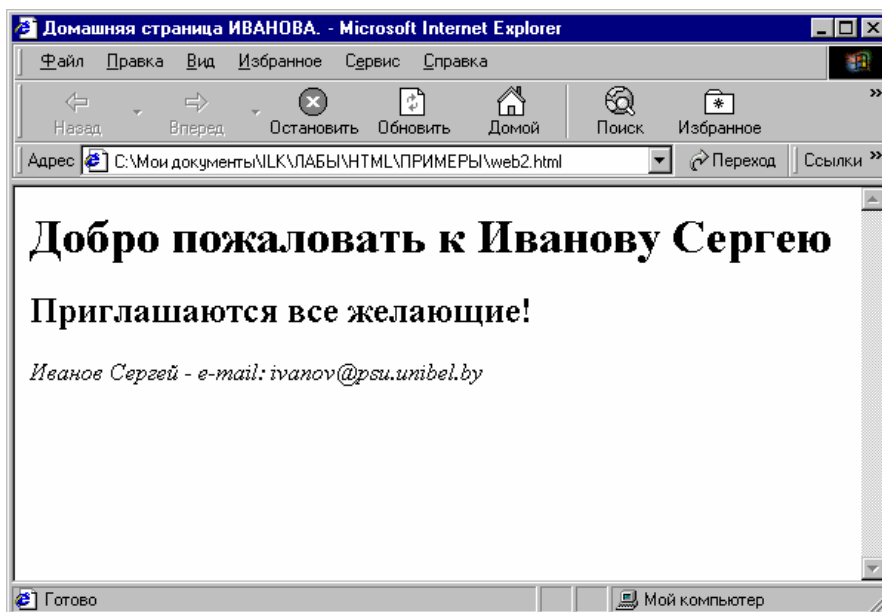 Домашняя страница ИВАНОВА. - Microsoft Internet Explorer
Файл Правка Вид Избранное Сервис Справка
Назад Вперед Остановить Обновить Домой Поиск Избранное »
Адрес C:\Мои документы\ILK\ЛАБЫ\HTML\ПРИМЕРЫ\web2.html Переход Ссылки »
Добро пожаловать к Иванову Сергею
Приглашаются все желающие!
Иванов Сергей - e-mail: ivanov@psu.unibel.by
Готово Мой компьютер